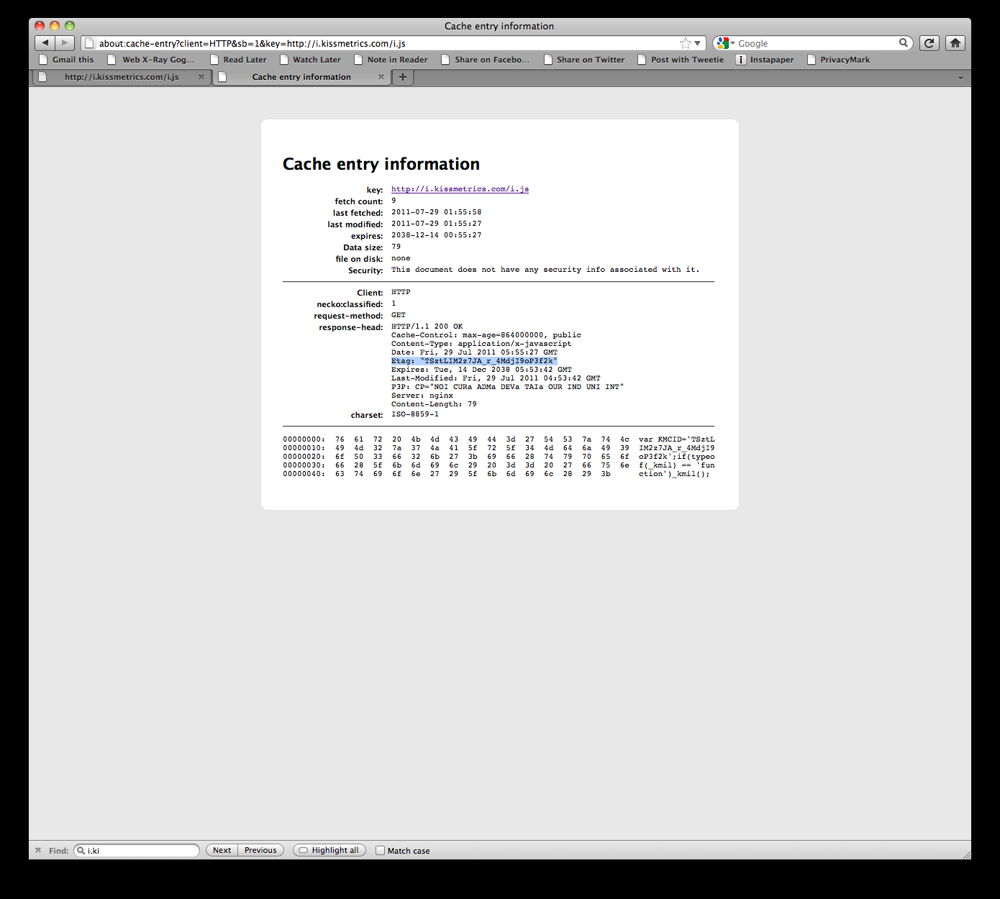 Cache entry information
about:cache-entry?client=HTTP&sb=1&key=http://i.kissmetrics.com/i.js
Google
Gmail this Web X-Ray Gog... Read Later Watch Later Note in Reader Share on Facebo... Share on Twitter Post with Tweetie I Instapaper PrivacyMark
http://i.kissmetrics.com/i.js Cache entry information
Cache entry information
key: http://i.kissmetrics.com/i.js
fetch count: 9
last fetched: 2011-07-29 01:55:58
last modified: 2011-07-29 01:55:27
expires: 2038-12-14 00:55:27
Data size: 79
file on disk: none
Security: This document does not have any security info associated with it.
Client: HTTP
necko:classified: 1
request-method: GET
response-head: HTTP/1.1 200 OK
Cache-Control: max-age=864000000, public
Content-Type: application/x-javascript
Date: Fri, 29 Jul 2011 05:55:27 GMT
Etag: "TSztLIM2z7JA_r_4MdjI9oP3f2k"
Expires: Tue, 14 Dec 2038 05:53:42 GMT
Last-Modified: Fri, 29 Jul 2011 04:53:42 GMT
P3P: CP="NOI CURa ADMa DEVa TAIa OUR IND UNI INT"
Server: nginx
Content-Length: 79
charset: ISO-8859-1
00000000: 76 61 72 20 4b 4d 43 49 44 3d 27 54 53 7a 74 4c var KMCID='TSztL
00000010: 49 4d 32 7a 37 4a 41 5f 72 5f 34 4d 64 6a 49 39 IM2z7JA_r_4MdjI9
00000020: 6f 50 33 66 32 6b 27 3b 69 66 28 74 79 70 65 6f oP3f2k';if(typeo
00000030: 66 28 5f 6b 6d 69 6c 29 20 3d 3d 20 27 66 75 6e f(_kmil) == 'fun
00000040: 63 74 69 6f 6e 27 29 5f 6b 6d 69 6c 28 29 3b ction')_kmil();
Find: i.ki Next Previous Highlight all Match case